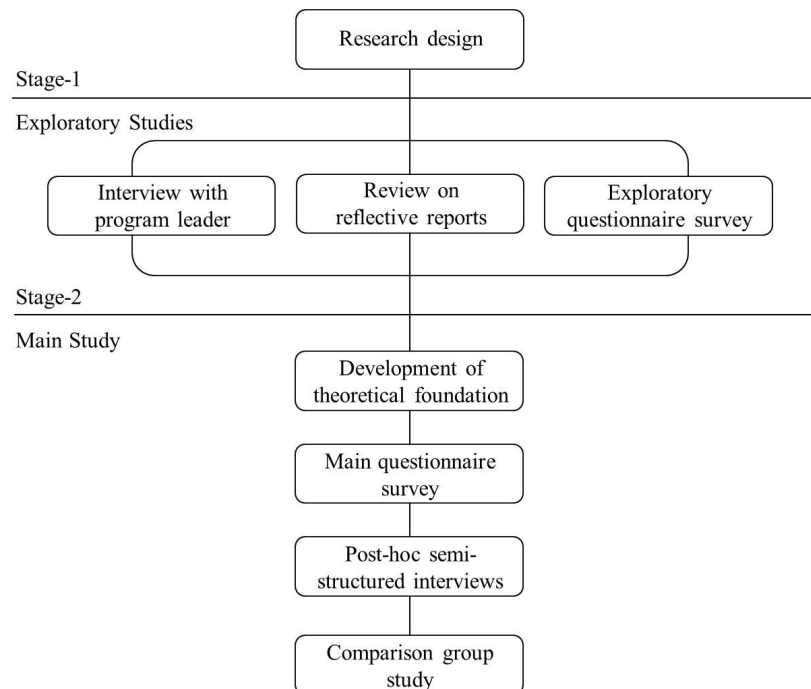 Research design
Stage-1
Exploratory Studies
Interview with
program leader
Review on
reflective reports
Exploratory
questionnaire survey
Stage-2
Main Study
Development of
theoretical foundation
Main questionnaire
survey
Post-hoc semi-
structured interviews
Comparison group
study